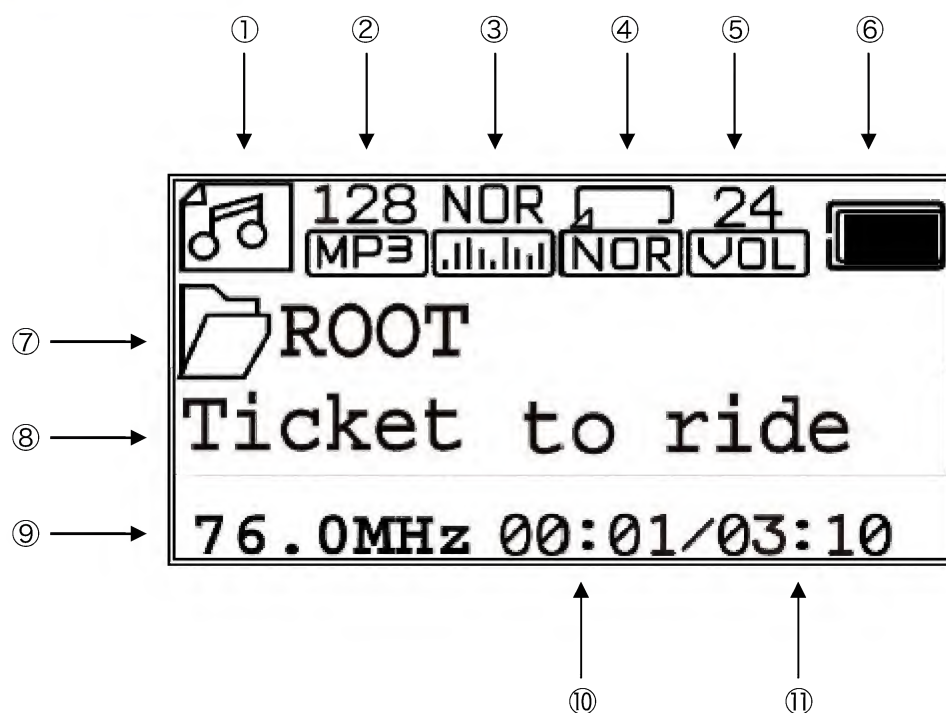 ① ② ③ ④ ⑤ ⑥
128 NOR 24
MP3 NOR VOL
⑦ ROOT
⑧ Ticket to ride
⑨ 76.0MHz 00:01/03:10
⑩ ⑪